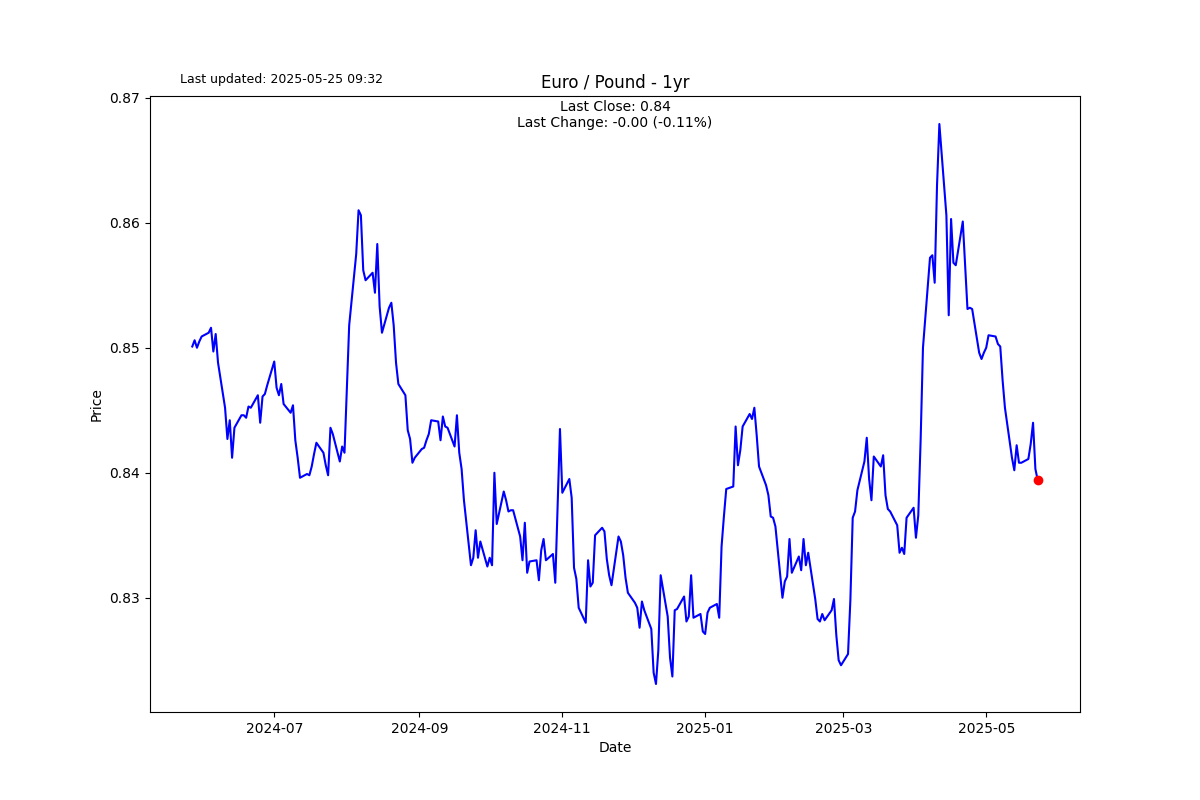 Last updated: 2025-05-25 09:32
Euro / Pound - 1yr
Last Close: 0.84
Last Change: -0.00 (-0.11%)
0.87
0.86
0.85
0.84
0.83
Price
2024-07
2024-09
2024-11
2025-01
2025-03
2025-05
Date